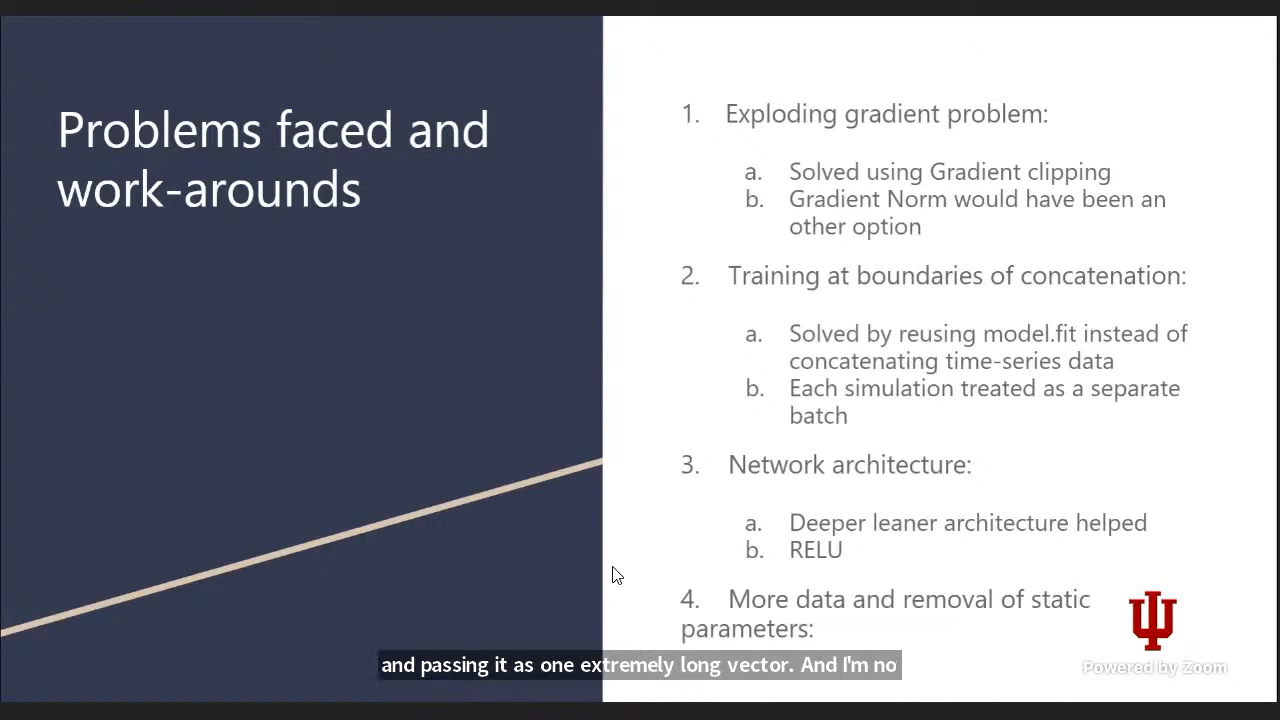 Problems faced and
work-arounds
1. Exploding gradient problem:
a. Solved using Gradient clipping
b. Gradient Norm would have been an
other option
2. Training at boundaries of concatenation:
a. Solved by reusing model.fit instead of
concatenating time-series data
b. Each simulation treated as a separate
batch
3. Network architecture:
a. Deeper leaner architecture helped
b. RELU
4. More data and removal of static
parameters:
and passing it as one extremely long vector. And I'm no
Powered by Zoom